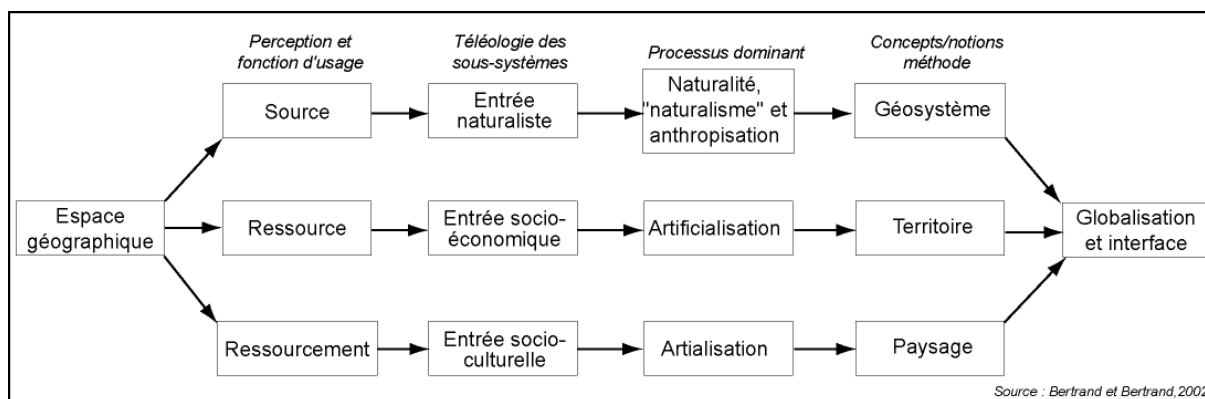 Perception et
fonction d'usage
Téléologie des
sous-systèmes
Processus dominant
Concepts/notions
méthode
Source
Entrée
naturaliste
Naturalité,
"naturalisme" et
anthropisation
Géosystème
Espace
géographique
Ressource
Entrée socio-
économique
Artificialisation
Territoire
Globalisation
et interface
Ressourcement
Entrée socio-
culturelle
Artialisation
Paysage
Source : Bertrand et Bertrand,2002